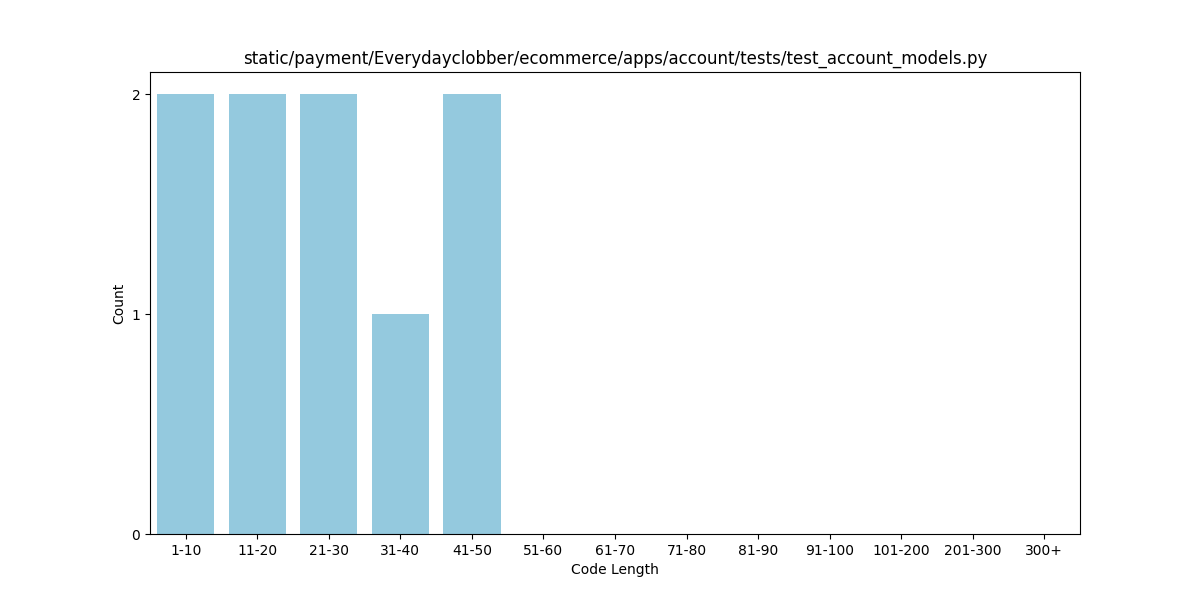 static/payment/Everydayclobber/ecommerce/apps/account/tests/test_account_models.py
2
1
0
Count
1-10 11-20 21-30 31-40 41-50 51-60 61-70 71-80 81-90 91-100 101-200 201-300 300+
Code Length